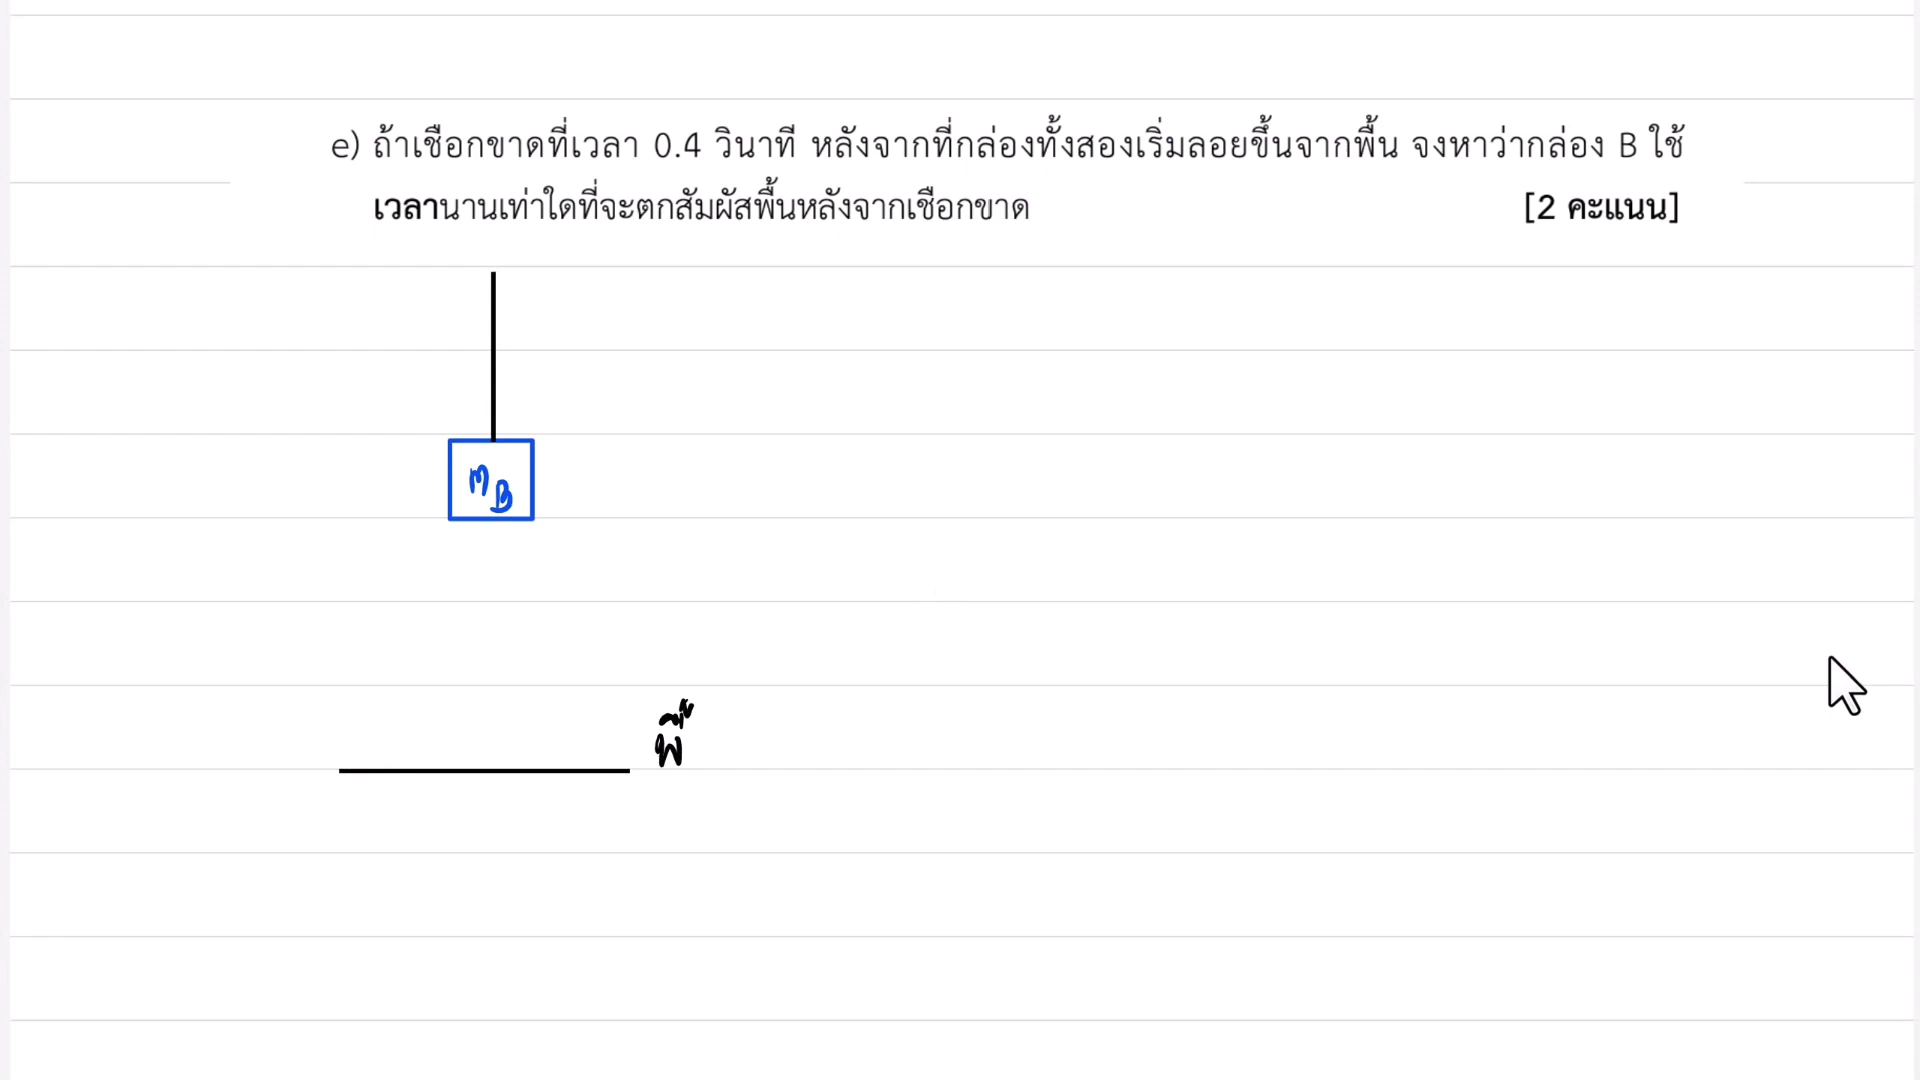 e) ถ้าเชือกขาดที่เวลา 0.4 วินาที หลังจากที่กล่องทั้งสองเริ่มลอยขึ้นจากพื้น จงหาว่ากล่อง B ใช้
เวลานานเท่าใดที่จะตกสัมผัสพื้นหลังจากเชือกขาด [2 คะแนน]
m_B
พื้